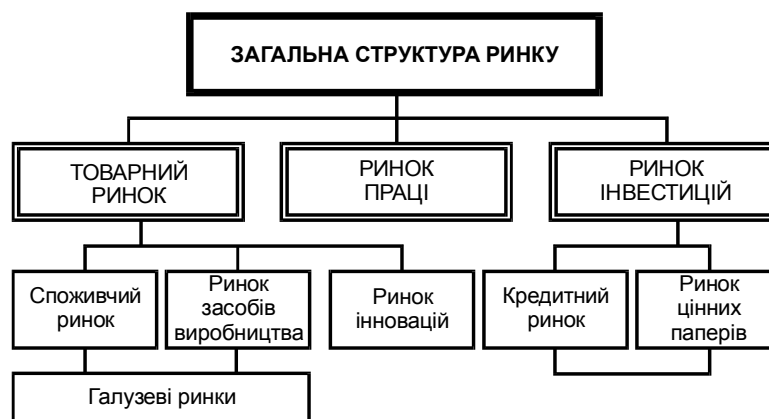 ЗАГАЛЬНА СТРУКТУРА РИНКУ
ТОВАРНИЙ
РИНОК
РИНОК
ПРАЦІ
РИНОК
ІНВЕСТИЦІЙ
Споживчий
ринок
Ринок
засобів
виробництва
Ринок
інновацій
Кредитний
ринок
Ринок
цінних
паперів
Галузеві ринки